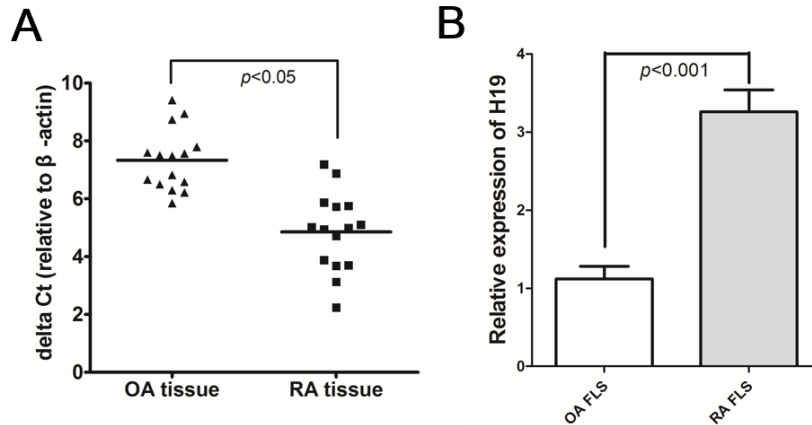 A
p<0.05
delta Ct (relative to β -actin)
10
8
6
4
2
0
OA tissue
RA tissue
B
p<0.001
Relative expression of H19
4
3
2
1
0
OA FLS
RA FLS